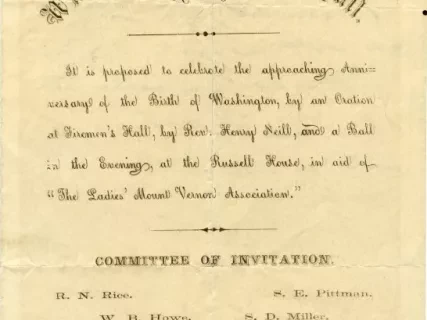 It is proposed to celebrate the approaching Anni=
versary of the Birth of Washington, by an Oration
at Firemen's Hall, by Rev. Henry Neill, and a Ball
in the Evening, at the Russell House, in aid of
"The Ladies' Mount Vernon Association."
COMMITTEE OF INVITATION.
R. N. Rice. S. E. Pittman,
W. B. Howe. S. D. Miller,